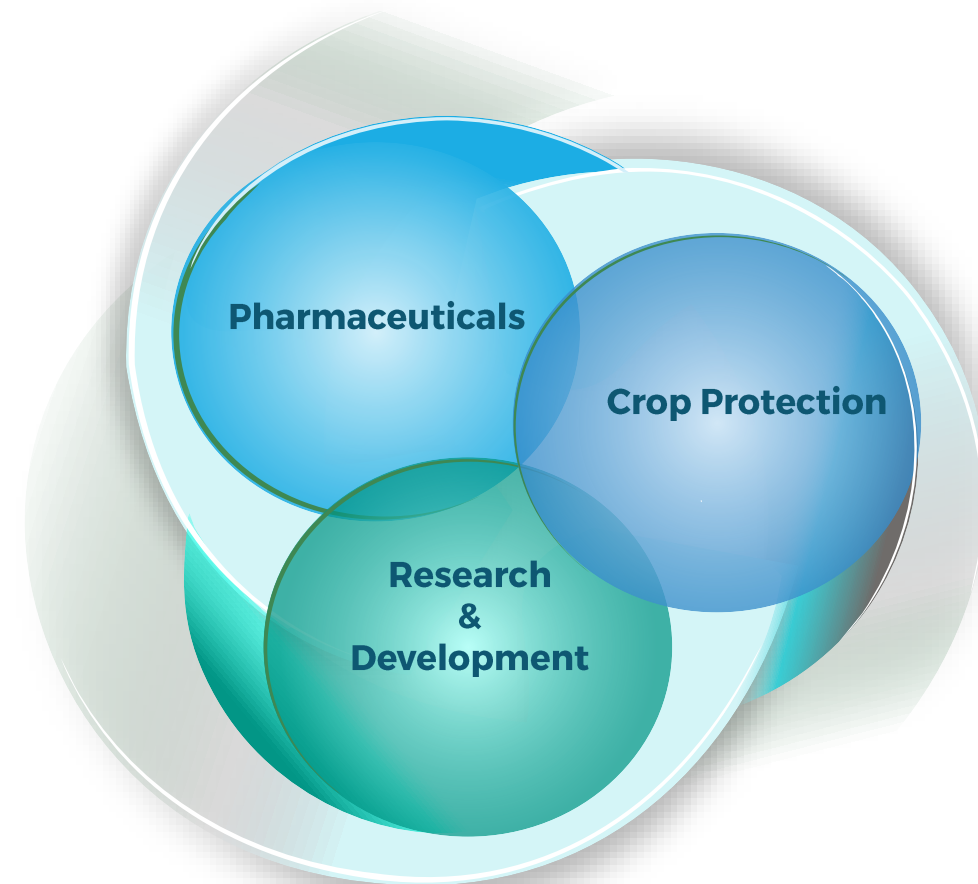 Pharmaceuticals
Crop Protection
Research
&
Development